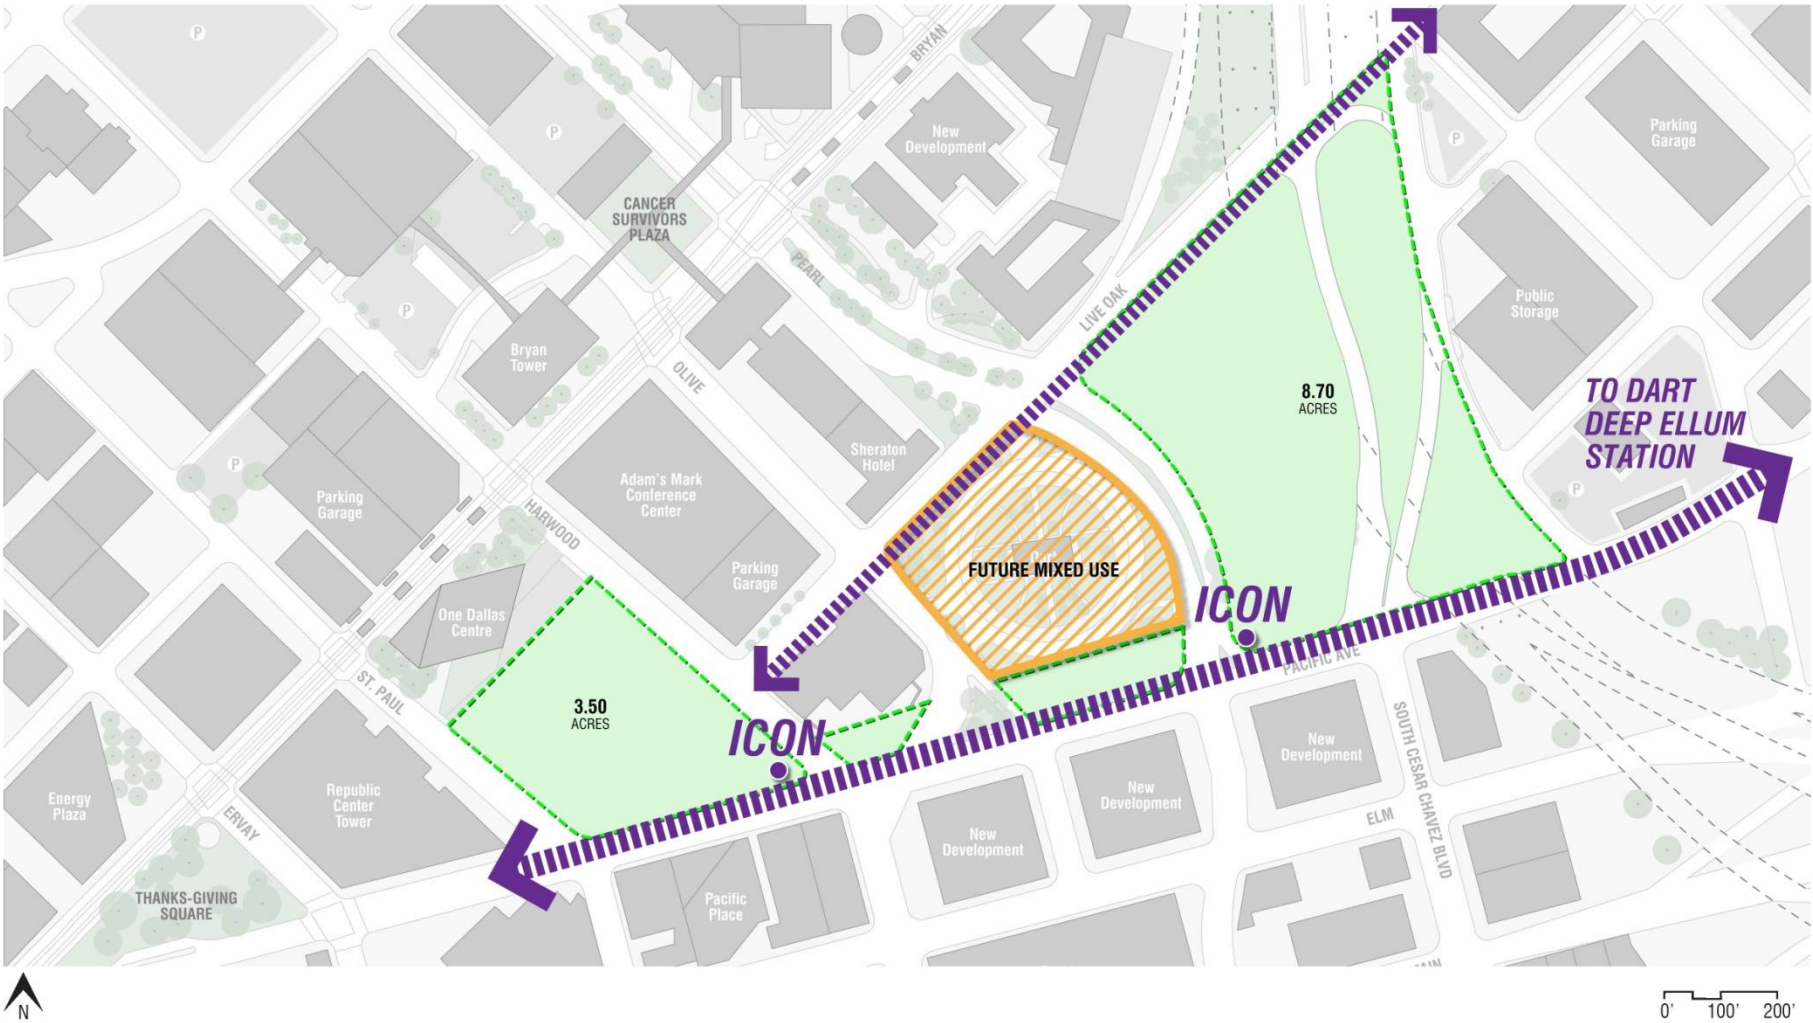 P
BRYAN
New
Development
P
Parking
Garage
P
CANCER
SURVIVORS
PLAZA
PEARL
P
LIVE OAK
Public
Storage
Bryan
Tower
OLIVE
8.70
ACRES
TO DART
DEEP ELLUM
STATION
Sheraton
Hotel
P
Adam's Mark
Conference
Center
Parking
Garage
HARWOOD
P
Parking
Garage
FUTURE MIXED USE
ICON
One Dallas
Centre
PACIFIC AVE
ST. PAUL
3.50
ACRES
ICON
New
Development
SOUTH CESAR CHAVEZ BLVD
Energy
Plaza
Republic
Center
Tower
New
Development
ELM
ERVAY
New
Development
THANKS-GIVING
SQUARE
Pacific
Place
N
0' 100' 200'